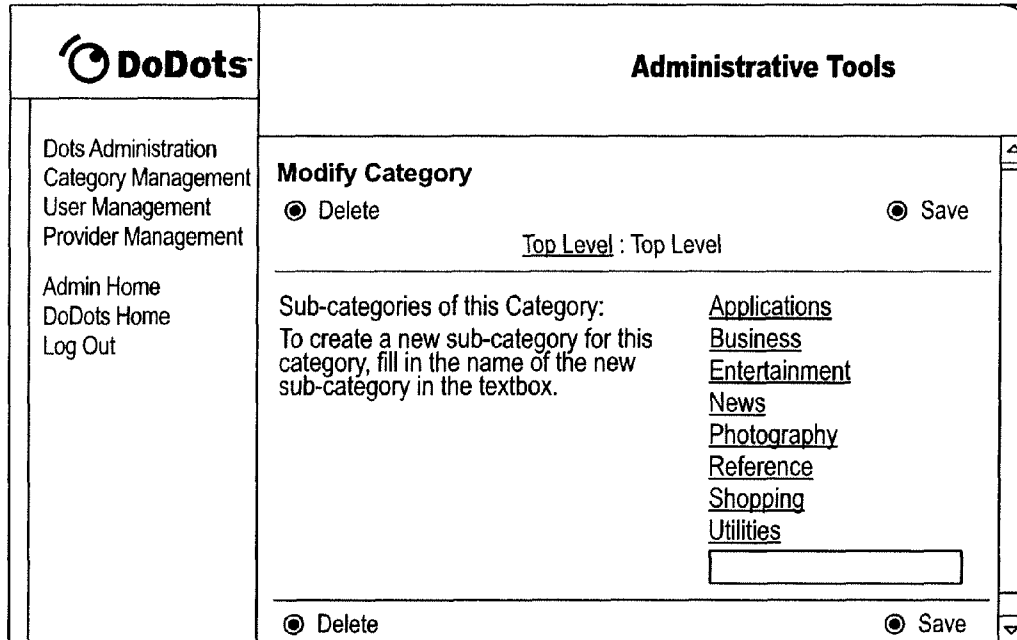 DoDots
Administrative Tools
Dots Administration
Category Management
User Management
Provider Management
Admin Home
DoDots Home
Log Out
Modify Category
Delete
Save
Top Level : Top Level
Sub-categories of this Category:
To create a new sub-category for this
category, fill in the name of the new
sub-category in the textbox.
Applications
Business
Entertainment
News
Photography
Reference
Shopping
Utilities
Delete
Save